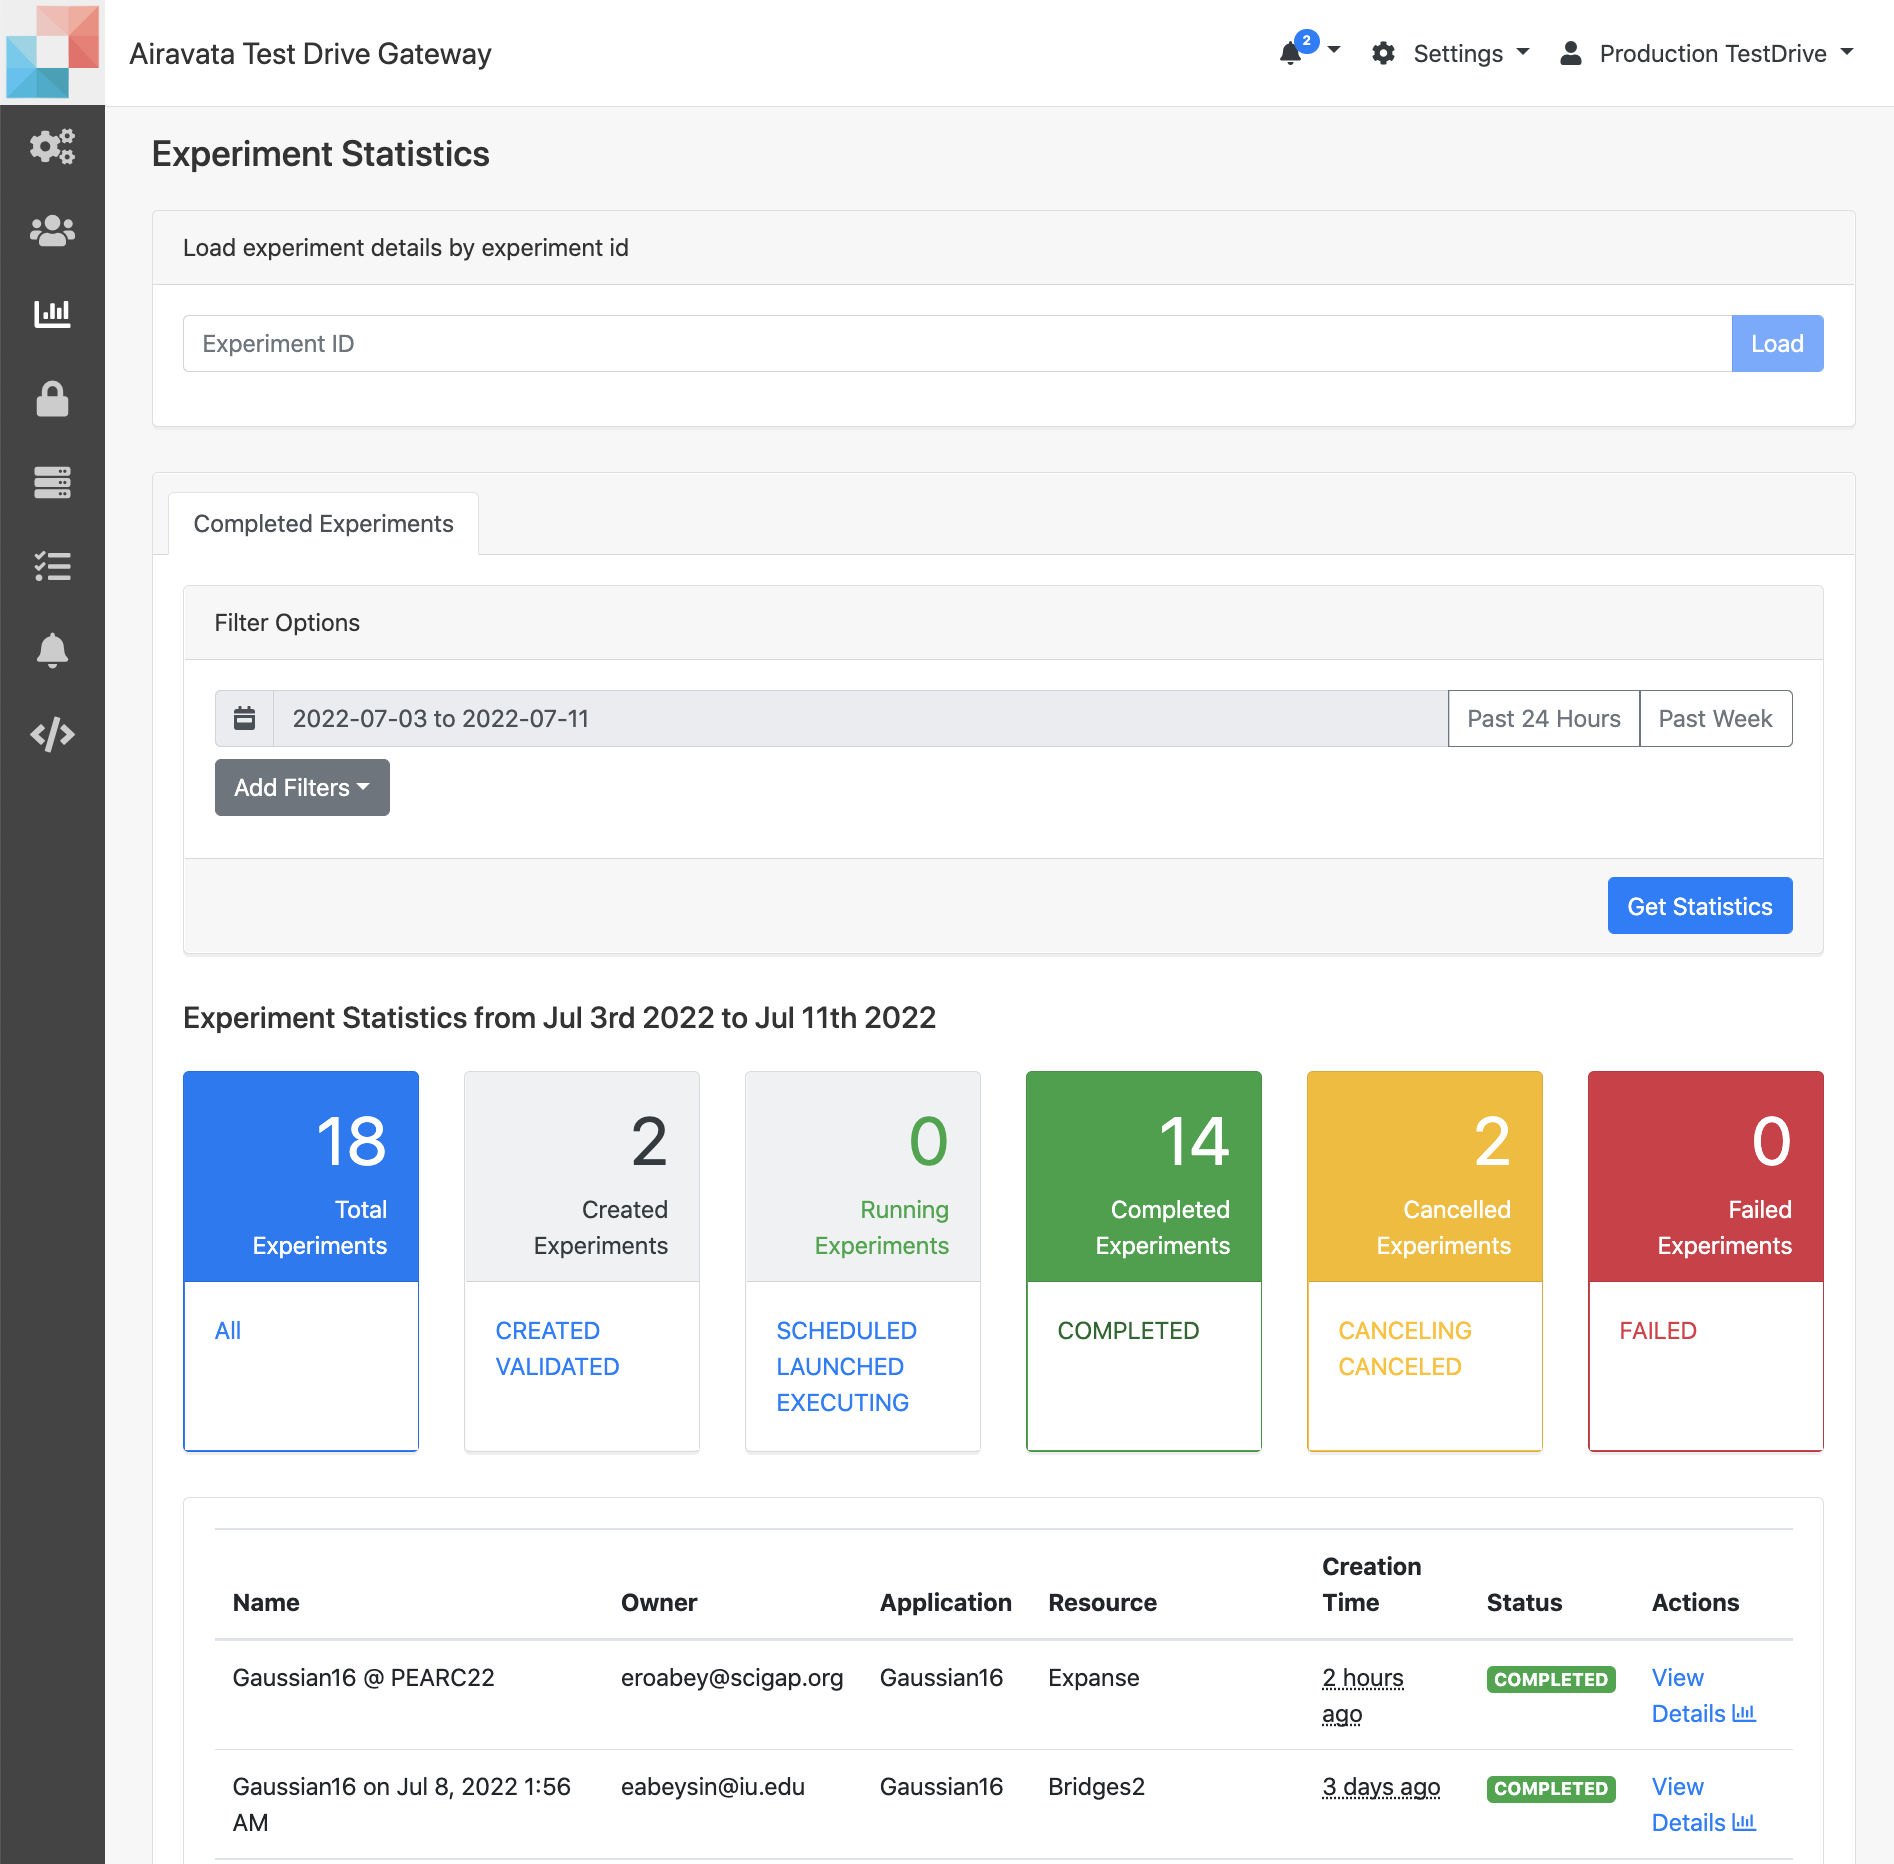 Airavata Test Drive Gateway
2
Settings
Production TestDrive
Experiment Statistics
Load experiment details by experiment id
Experiment ID
Load
Completed Experiments
Filter Options
2022-07-03 to 2022-07-11
Past 24 Hours
Past Week
Add Filters
Get Statistics
Experiment Statistics from Jul 3rd 2022 to Jul 11th 2022
18
Total
Experiments
All
2
Created
Experiments
CREATED
VALIDATED
0
Running
Experiments
SCHEDULED
LAUNCHED
EXECUTING
14
Completed
Experiments
COMPLETED
2
Cancelled
Experiments
CANCELING
CANCELED
0
Failed
Experiments
FAILED
Name Owner Application Resource Creation Time Status Actions
Gaussian16 @ PEARC22 eroabey@scigap.org Gaussian16 Expanse 2 hours COMPLETED View
ago Details
Gaussian16 on Jul 8, 2022 1:56 eabeysin@iu.edu Gaussian16 Bridges2 3 days ago COMPLETED View
AM Details